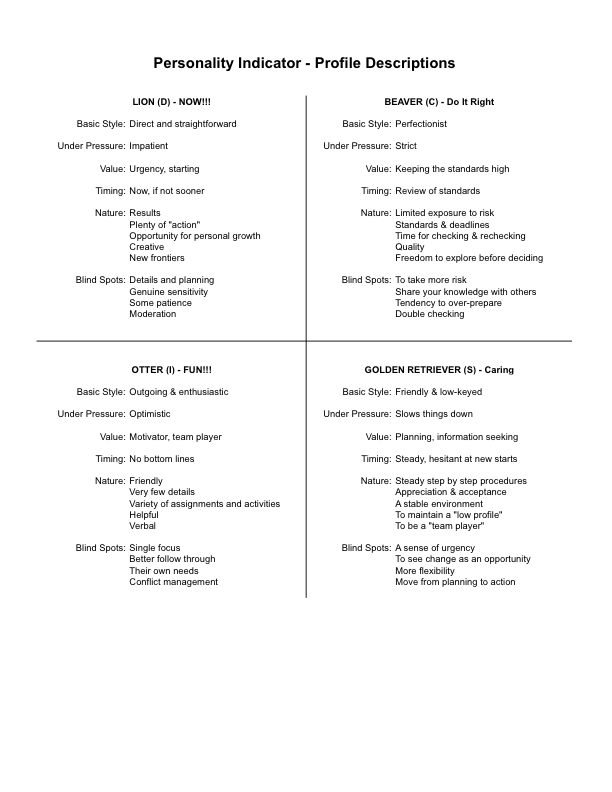 Personality Indicator - Profile Descriptions
LION (D) - NOW!!!
Basic Style: Direct and straightforward
Under Pressure: Impatient
Value: Urgency, starting
Timing: Now, if not sooner
Nature: Results
Plenty of "action"
Opportunity for personal growth
Creative
New frontiers
Blind Spots: Details and planning
Genuine sensitivity
Some patience
Moderation
BEAVER (C) - Do It Right
Basic Style: Perfectionist
Under Pressure: Strict
Value: Keeping the standards high
Timing: Review of standards
Nature: Limited exposure to risk
Standards & deadlines
Time for checking & rechecking
Quality
Freedom to explore before deciding
Blind Spots: To take more risk
Share your knowledge with others
Tendency to over-prepare
Double checking
OTTER (I) - FUN!!!
Basic Style: Outgoing & enthusiastic
Under Pressure: Optimistic
Value: Motivator, team player
Timing: No bottom lines
Nature: Friendly
Very few details
Variety of assignments and activities
Helpful
Verbal
Blind Spots: Single focus
Better follow through
Their own needs
Conflict management
GOLDEN RETRIEVER (S) - Caring
Basic Style: Friendly & low-keyed
Under Pressure: Slows things down
Value: Planning, information seeking
Timing: Steady, hesitant at new starts
Nature: Steady step by step procedures
Appreciation & acceptance
A stable environment
To maintain a "low profile"
To be a "team player"
Blind Spots: A sense of urgency
To see change as an opportunity
More flexibility
Move from planning to action